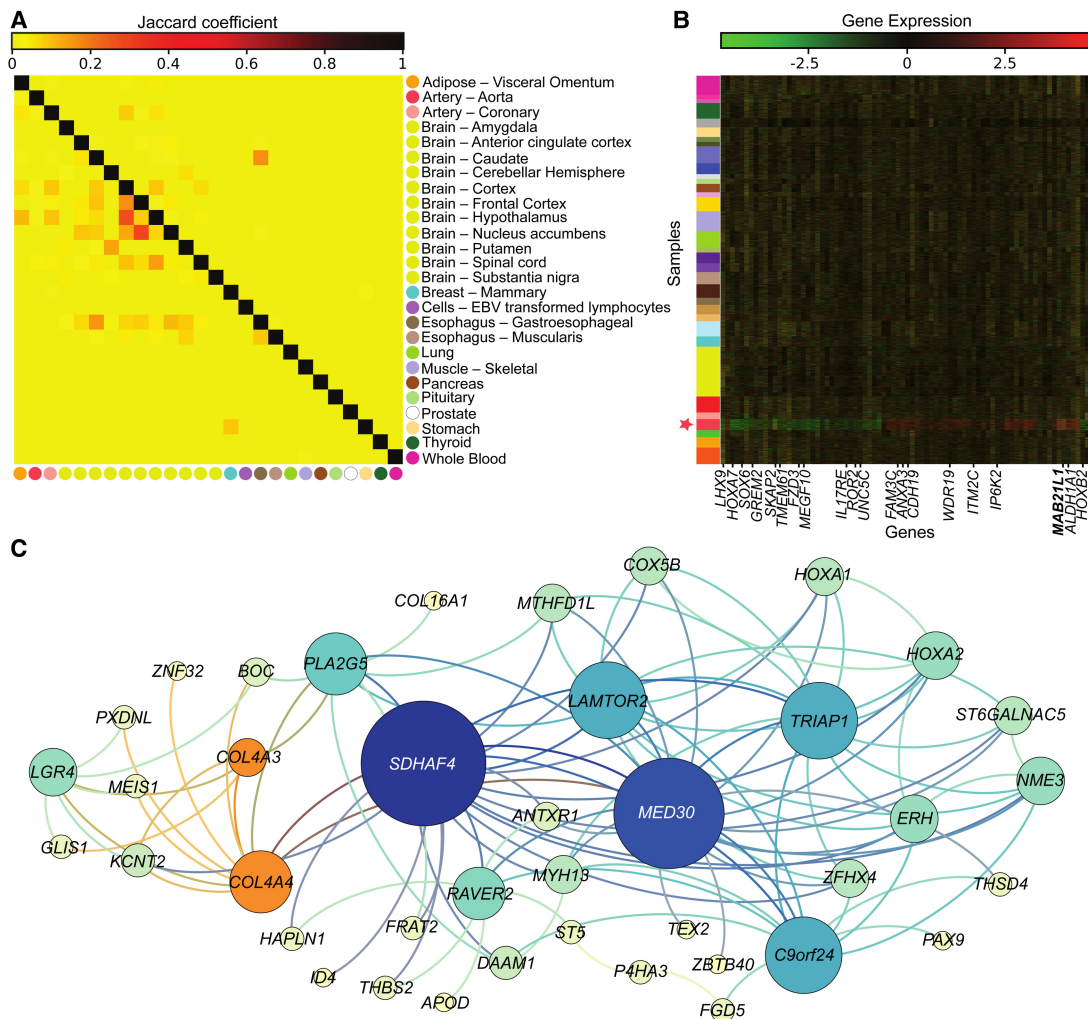 A
Jaccard coefficient
0 0.2 0.4 0.6 0.8 1
Adipose – Visceral Omentum
Artery – Aorta
Artery – Coronary
Brain – Amygdala
Brain – Anterior cingulate cortex
Brain – Caudate
Brain – Cerebellar Hemisphere
Brain – Cortex
Brain – Frontal Cortex
Brain – Hypothalamus
Brain – Nucleus accumbens
Brain – Putamen
Brain – Spinal cord
Brain – Substantia nigra
Breast – Mammary
Cells – EBV transformed lymphocytes
Esophagus – Gastroesophageal
Esophagus – Muscularis
Lung
Muscle – Skeletal
Pancreas
Pituitary
Prostate
Stomach
Thyroid
Whole Blood
B
Gene Expression
-2.5 0 2.5
Samples
LHX9
HOXA7
SOX6
GREM2
SKAP2
TMEM61
FZD3
MEGF10
IL17RE
ROR2
UNC5C
FAM3C
ANXA3
CDH19
WDR19
ITM2C
IP6K2
MAB21L1
ALDH1A1
HOXB2
Genes
C
COX5B
HOXA1
COL16A1
MTHFD1L
HOXA2
ZNF32
BOC
PLA2G5
LAMTOR2
TRIAP1
ST6GALNAC5
PXDNL
COL4A3
SDHAF4
LGR4
MEIS1
NME3
ANTXR1
MED30
ERH
GLIS1
KCNT2
COL4A4
RAVER2
MYH13
ZFHX4
THSD4
HAPLN1
FRAT2
ST5
TEX2
PAX9
ID4
THBS2
DAAM1
P4HA3
ZBTB40
C9orf24
APOD
FGD5